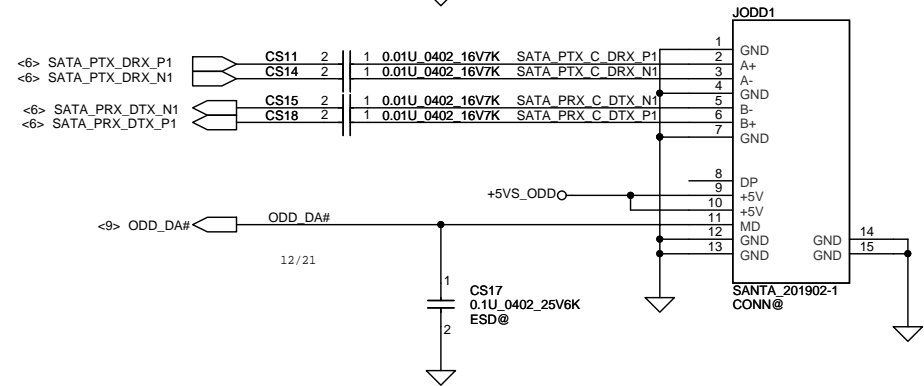 JODD1
1 GND
<6> SATA_PTX_DRX_P1 CS11 2 1 0.01U_0402_16V7K SATA_PTX_C_DRX_P1 2 A+
<6> SATA_PTX_DRX_N1 CS14 2 1 0.01U_0402_16V7K SATA_PTX_C_DRX_N1 3 A-
4 GND
<6> SATA_PRX_DTX_N1 CS15 2 1 0.01U_0402_16V7K SATA_PRX_C_DTX_N1 5 B-
<6> SATA_PRX_DTX_P1 CS18 2 1 0.01U_0402_16V7K SATA_PRX_C_DTX_P1 6 B+
7 GND
8 DP
+5VS_ODD 9 +5V
10 +5V
<9> ODD_DA# ODD_DA# 11 MD
12 GND GND 14
13 GND GND 15
12/21
1
CS17
0.1U_0402_25V6K
ESD@
2
SANTA_201902-1
CONN@